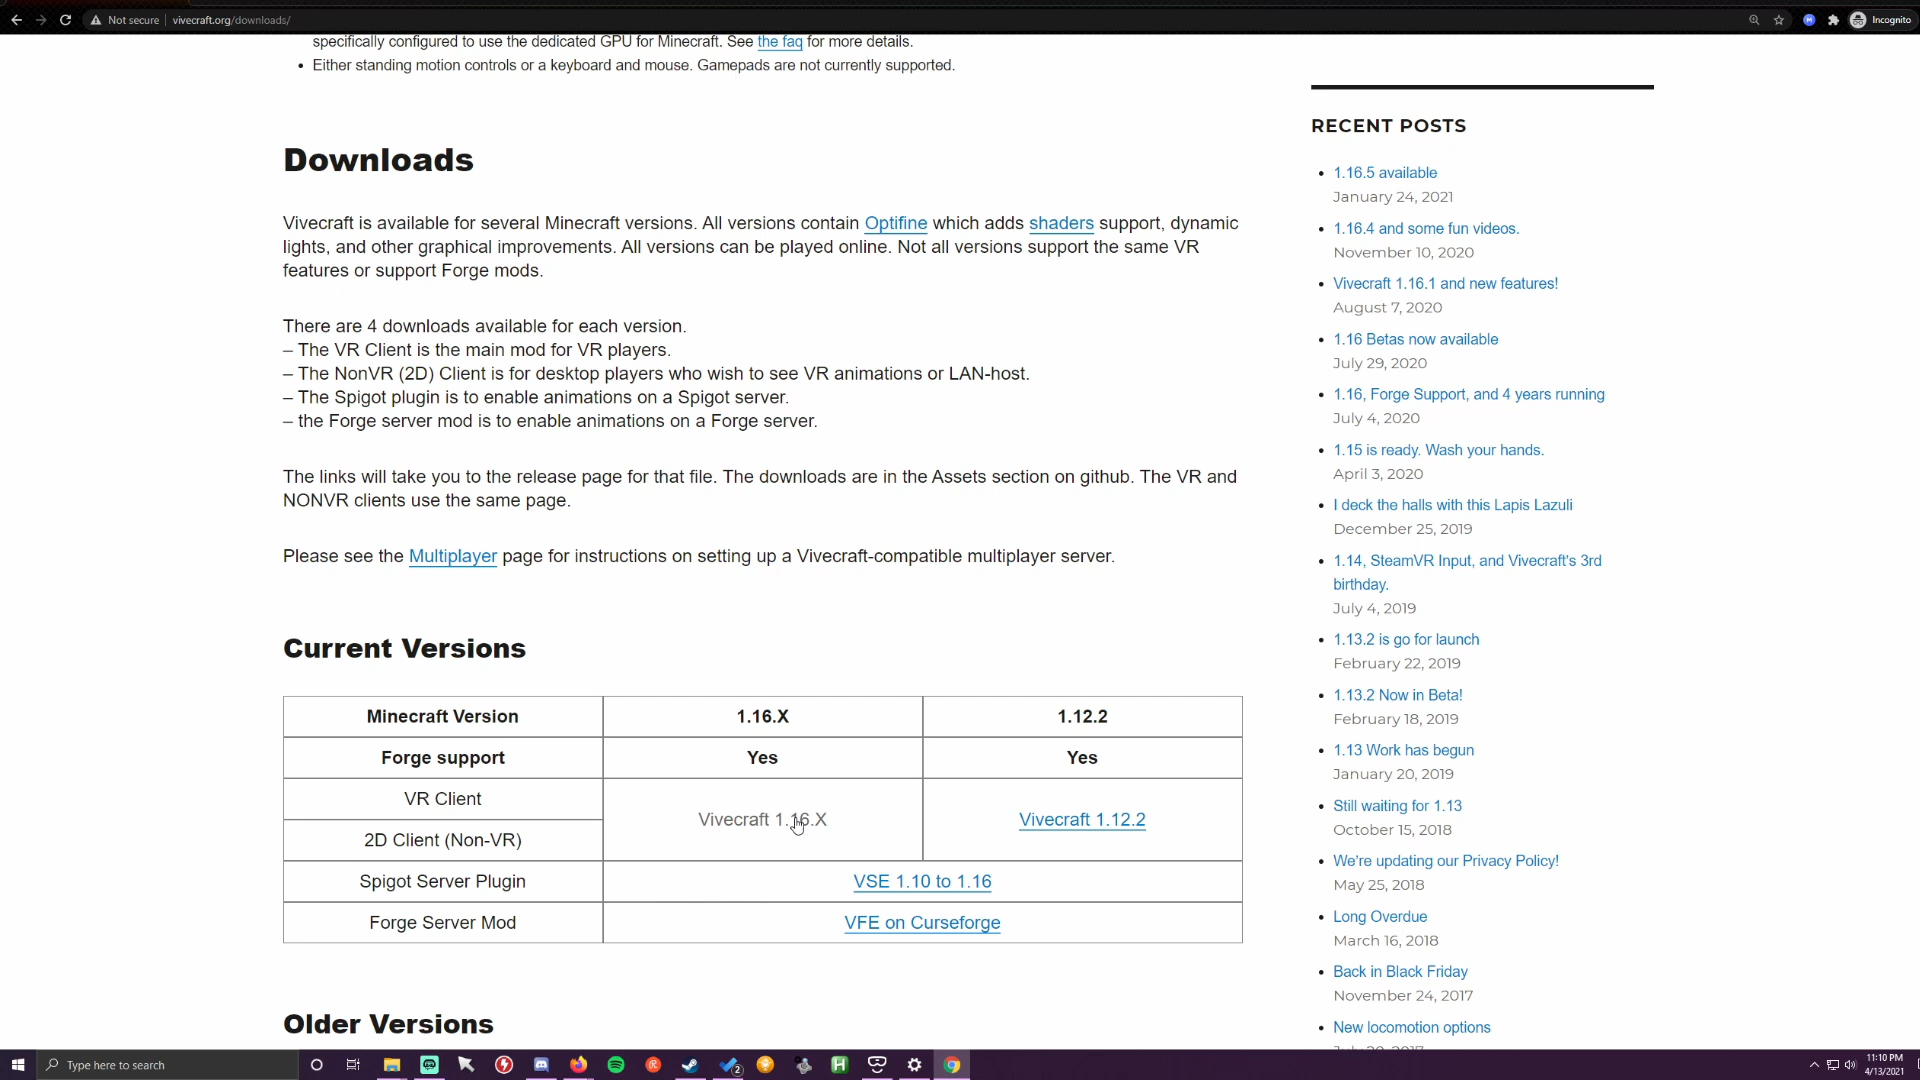 Not secure
vivecraft.org/downloads/
Incognito
specifically configured to use the dedicated GPU for Minecraft. See the faq for more details.
• Either standing motion controls or a keyboard and mouse. Gamepads are not currently supported.
Downloads
Vivecraft is available for several Minecraft versions. All versions contain Optifine which adds shaders support, dynamic
lights, and other graphical improvements. All versions can be played online. Not all versions support the same VR
features or support Forge mods.
There are 4 downloads available for each version.
– The VR Client is the main mod for VR players.
– The NonVR (2D) Client is for desktop players who wish to see VR animations or LAN-host.
– The Spigot plugin is to enable animations on a Spigot server.
– the Forge server mod is to enable animations on a Forge server.
The links will take you to the release page for that file. The downloads are in the Assets section on github. The VR and
NONVR clients use the same page.
Please see the Multiplayer page for instructions on setting up a Vivecraft-compatible multiplayer server.
Current Versions
Minecraft Version 1.16.X 1.12.2
Forge support Yes Yes
VR Client
Vivecraft 1.16.X Vivecraft 1.12.2
2D Client (Non-VR)
Spigot Server Plugin VSE 1.10 to 1.16
Forge Server Mod VFE on Curseforge
Older Versions
RECENT POSTS
• 1.16.5 available
January 24, 2021
• 1.16.4 and some fun videos.
November 10, 2020
• Vivecraft 1.16.1 and new features!
August 7, 2020
• 1.16 Betas now available
July 29, 2020
• 1.16, Forge Support, and 4 years running
July 4, 2020
• 1.15 is ready. Wash your hands.
April 3, 2020
• I deck the halls with this Lapis Lazuli
December 25, 2019
• 1.14, SteamVR Input, and Vivecraft's 3rd
birthday.
July 4, 2019
• 1.13.2 is go for launch
February 22, 2019
• 1.13.2 Now in Beta!
February 18, 2019
• 1.13 Work has begun
January 20, 2019
• Still waiting for 1.13
October 15, 2018
• We're updating our Privacy Policy!
May 25, 2018
• Long Overdue
March 16, 2018
• Back in Black Friday
November 24, 2017
• New locomotion options
Type here to search
2
11:10 PM
4/13/2021